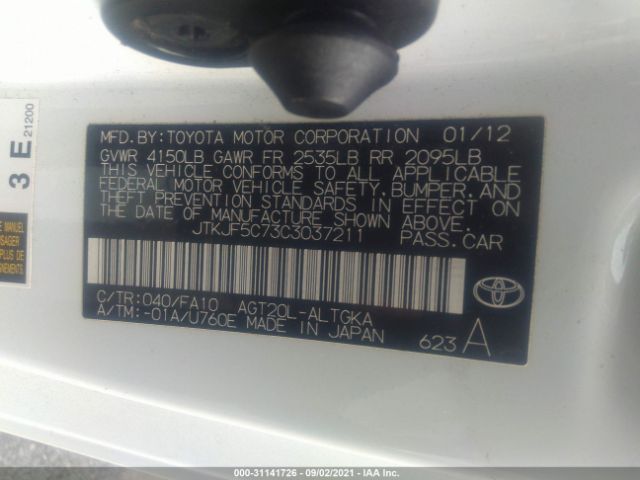 MFD.BY:TOYOTA MOTOR CORPORATION 01/12
GVWR 4150LB GAWR FR 2535LB RR 2095LB
THIS VEHICLE CONFORMS TO ALL APPLICABLE
FEDERAL MOTOR VEHICLE SAFETY,BUMPER,AND
THEFT PREVENTION STANDARDS IN EFFECT ON
THE DATE OF MANUFACTURE SHOWN ABOVE.
JTKJF5C73C3037211 PASS.CAR
C/TR:040/FA10 AGT20L-ALTGKA
A/TM:-01A/U760E MADE IN JAPAN
623 A
3 E 21200
000-31141726 - 09/02/2021 - IAA Inc.